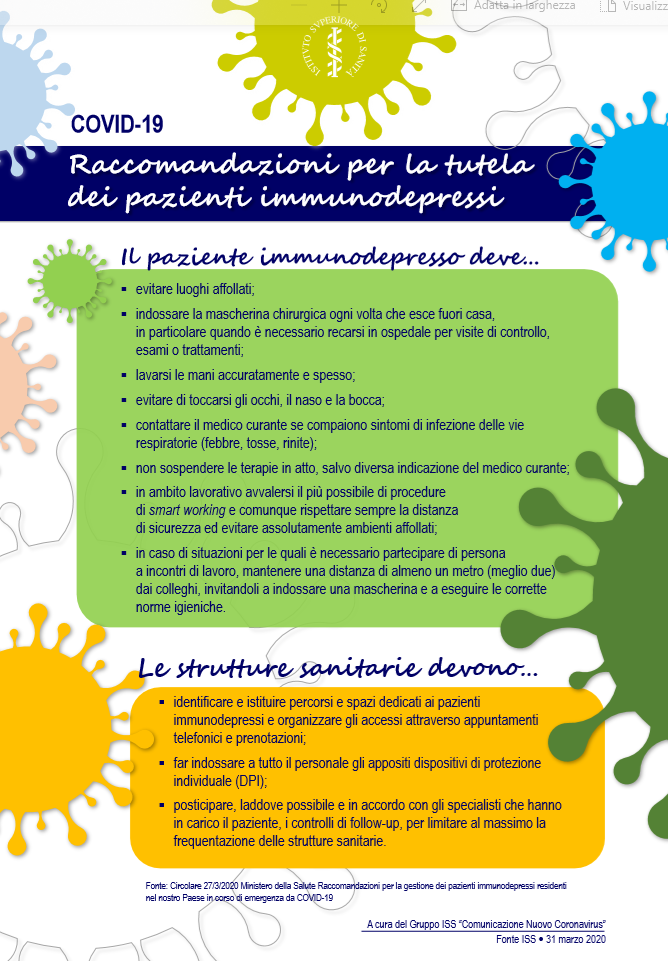 Adatta in larghezza
ISTITVTO SVPERIORE DI SANITÀ
COVID-19
Raccomandazioni per la tutela
dei pazienti immunodepressi
Il paziente immunodepresso deve...
▪ evitare luoghi affollati;
▪ indossare la mascherina chirurgica ogni volta che esce fuori casa,
in particolare quando è necessario recarsi in ospedale per visite di controllo,
esami o trattamenti;
▪ lavarsi le mani accuratamente e spesso;
▪ evitare di toccarsi gli occhi, il naso e la bocca;
▪ contattare il medico curante se compaiono sintomi di infezione delle vie
respiratorie (febbre, tosse, rinite);
▪ non sospendere le terapie in atto, salvo diversa indicazione del medico curante;
▪ in ambito lavorativo avvalersi il più possibile di procedure
di smart working e comunque rispettare sempre la distanza
di sicurezza ed evitare assolutamente ambienti affollati;
▪ in caso di situazioni per le quali è necessario partecipare di persona
a incontri di lavoro, mantenere una distanza di almeno un metro (meglio due)
dai colleghi, invitandoli a indossare una mascherina e a eseguire le corrette
norme igieniche.
Le strutture sanitarie devono...
▪ identificare e istituire percorsi e spazi dedicati ai pazienti
immunodepressi e organizzare gli accessi attraverso appuntamenti
telefonici e prenotazioni;
▪ far indossare a tutto il personale gli appositi dispositivi di protezione
individuale (DPI);
▪ posticipare, laddove possibile e in accordo con gli specialisti che hanno
in carico il paziente, i controlli di follow-up, per limitare al massimo la
frequentazione delle strutture sanitarie.
Fonte: Circolare 27/3/2020 Ministero della Salute Raccomandazioni per la gestione dei pazienti immunodepressi residenti
nel nostro Paese in corso di emergenza da COVID-19
A cura del Gruppo ISS "Comunicazione Nuovo Coronavirus"
Fonte ISS • 31 marzo 2020